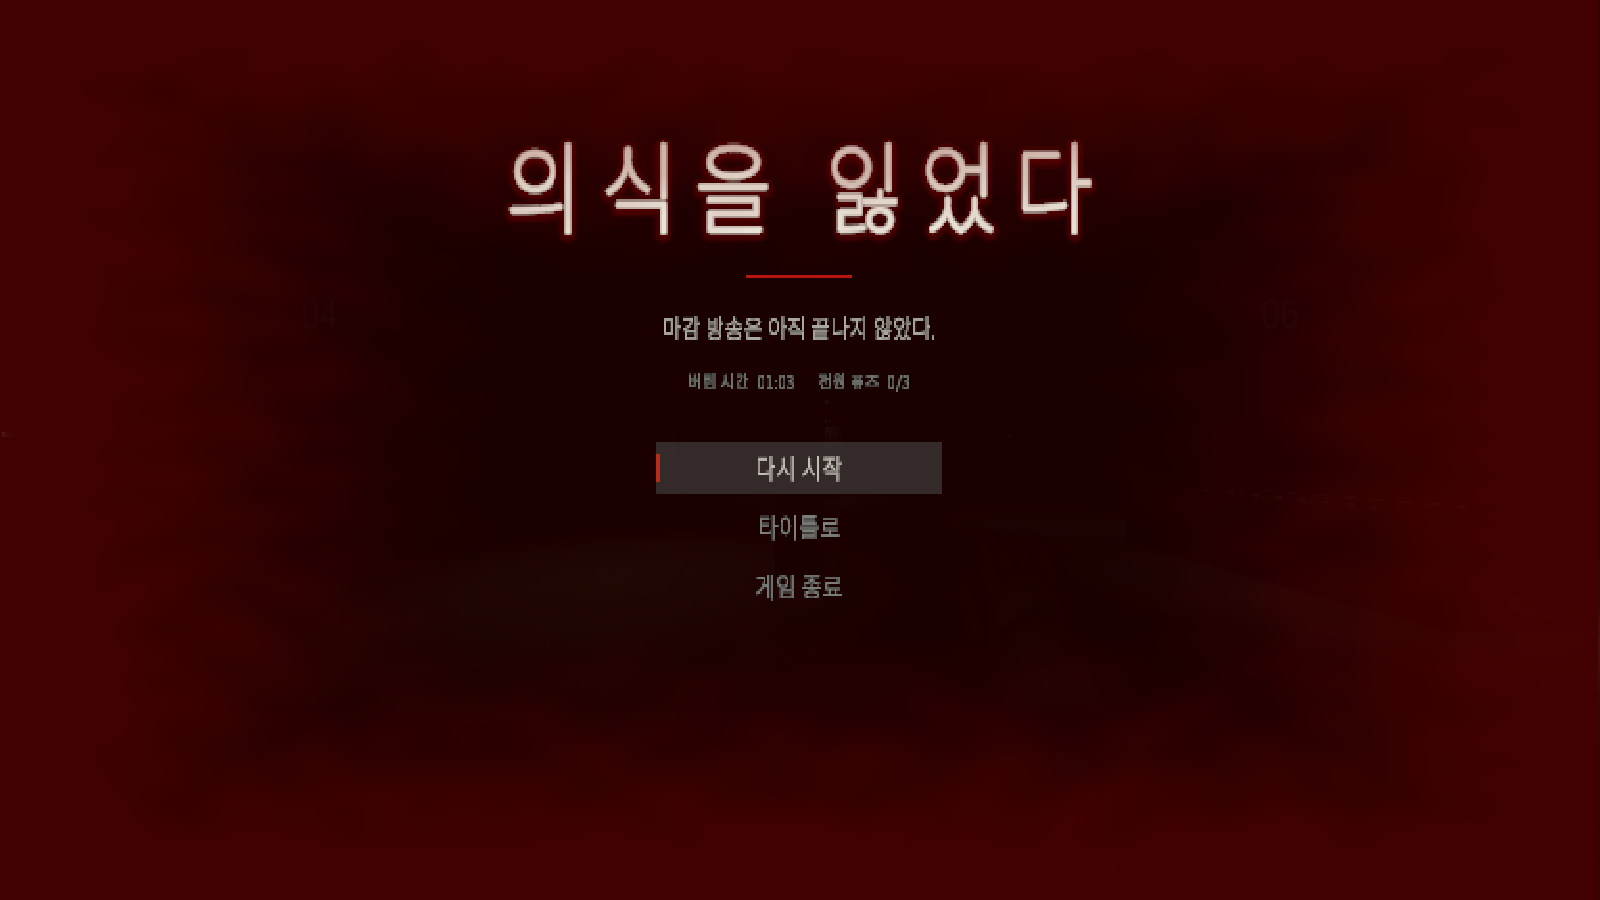 의식을 잃었다
04
06
마감 방송은 아직 끝나지 않았다.
버틴 시간 01:03 전원 퓨즈 0/3
다시 시작
타이틀로
게임 종료